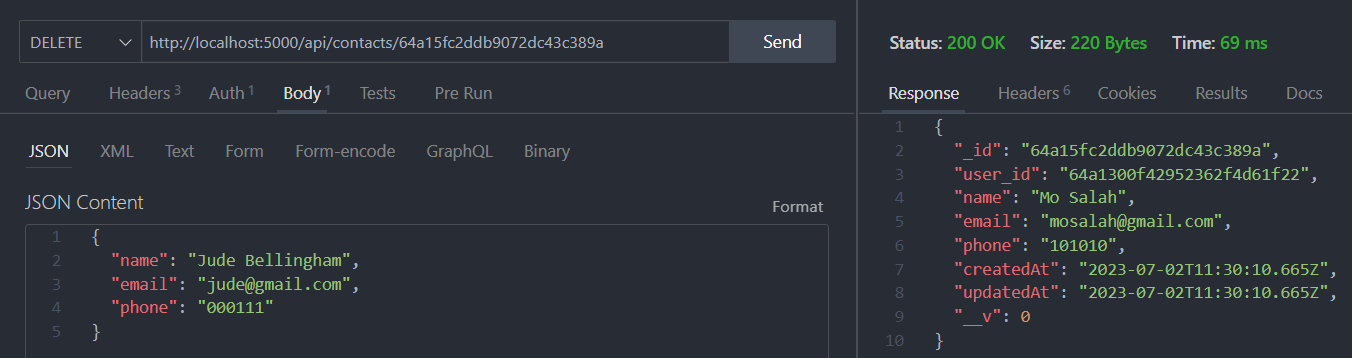 DELETE http://localhost:5000/api/contacts/64a15fc2ddb9072dc43c389a Send
Query Headers 3 Auth 1 Body 1 Tests Pre Run
JSON XML Text Form Form-encode GraphQL Binary
JSON Content Format
1 {
2 "name": "Jude Bellingham",
3 "email": "jude@gmail.com",
4 "phone": "000111"
5 }
Status: 200 OK Size: 220 Bytes Time: 69 ms
Response Headers 6 Cookies Results Docs
1 {
2 "_id": "64a15fc2ddb9072dc43c389a",
3 "user_id": "64a1300f42952362f4d61f22",
4 "name": "Mo Salah",
5 "email": "mosalah@gmail.com",
6 "phone": "101010",
7 "createdAt": "2023-07-02T11:30:10.665Z",
8 "updatedAt": "2023-07-02T11:30:10.665Z",
9 "__v": 0
10 }